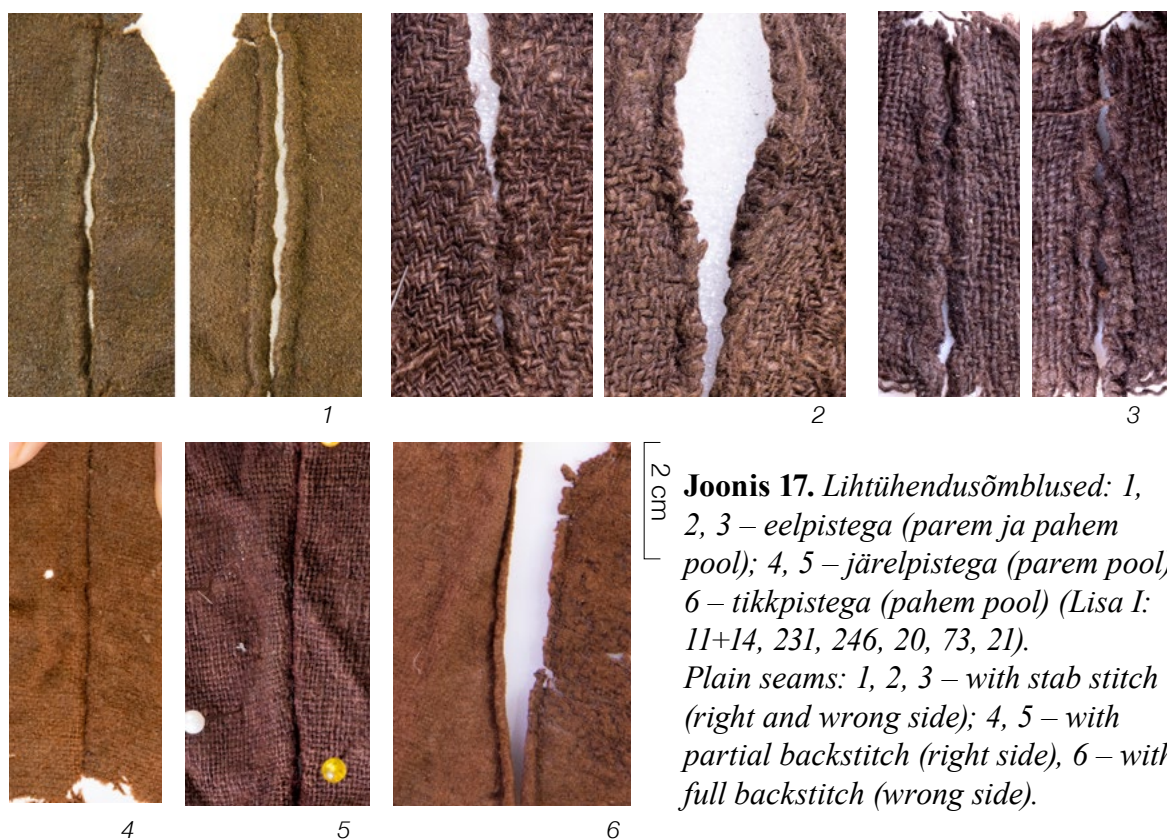 1
2
3
4
5
6
2 cm
Joonis 17. Lihtühendusõmblused: 1,
2, 3 – eelpistega (parem ja pahem
pool); 4, 5 – järelpistega (parem pool)
6 – tikkpistega (pahem pool) (Lisa I:
11+14, 231, 246, 20, 73, 21).
Plain seams: 1, 2, 3 – with stab stitch
(right and wrong side); 4, 5 – with
partial backstitch (right side), 6 – with
full backstitch (wrong side).